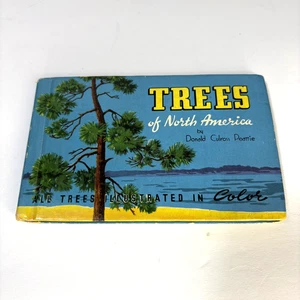 TREES
of North America
by
Donald Culross Peattie
ALL TREES ILLUSTRATED IN Color